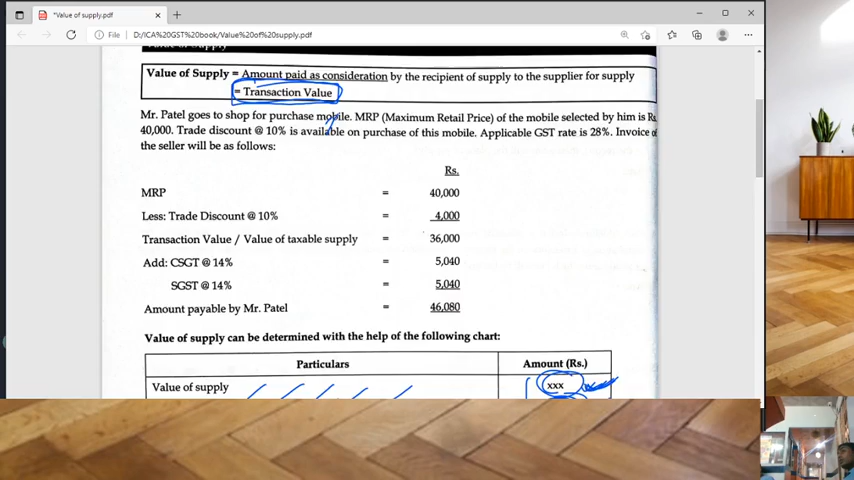 *Value of supply.pdf
File
D:/ICA%20GST%20book/Value%20of%20supply.pdf
Value of Supply = Amount paid as consideration by the recipient of supply to the supplier for supply
= Transaction Value
Mr. Patel goes to shop for purchase mobile. MRP (Maximum Retail Price) of the mobile selected by him is
40,000. Trade discount @ 10% is available on purchase of this mobile. Applicable GST rate is 28%. Invoice
the seller will be as follows:
Rs.
MRP = 40,000
Less: Trade Discount @ 10% = 4,000
Transaction Value / Value of taxable supply = 36,000
Add: CSGT @ 14% = 5,040
SGST @ 14% = 5,040
Amount payable by Mr. Patel = 46,080
Value of supply can be determined with the help of the following chart:
Particulars Amount (Rs.)
Value of supply xxx